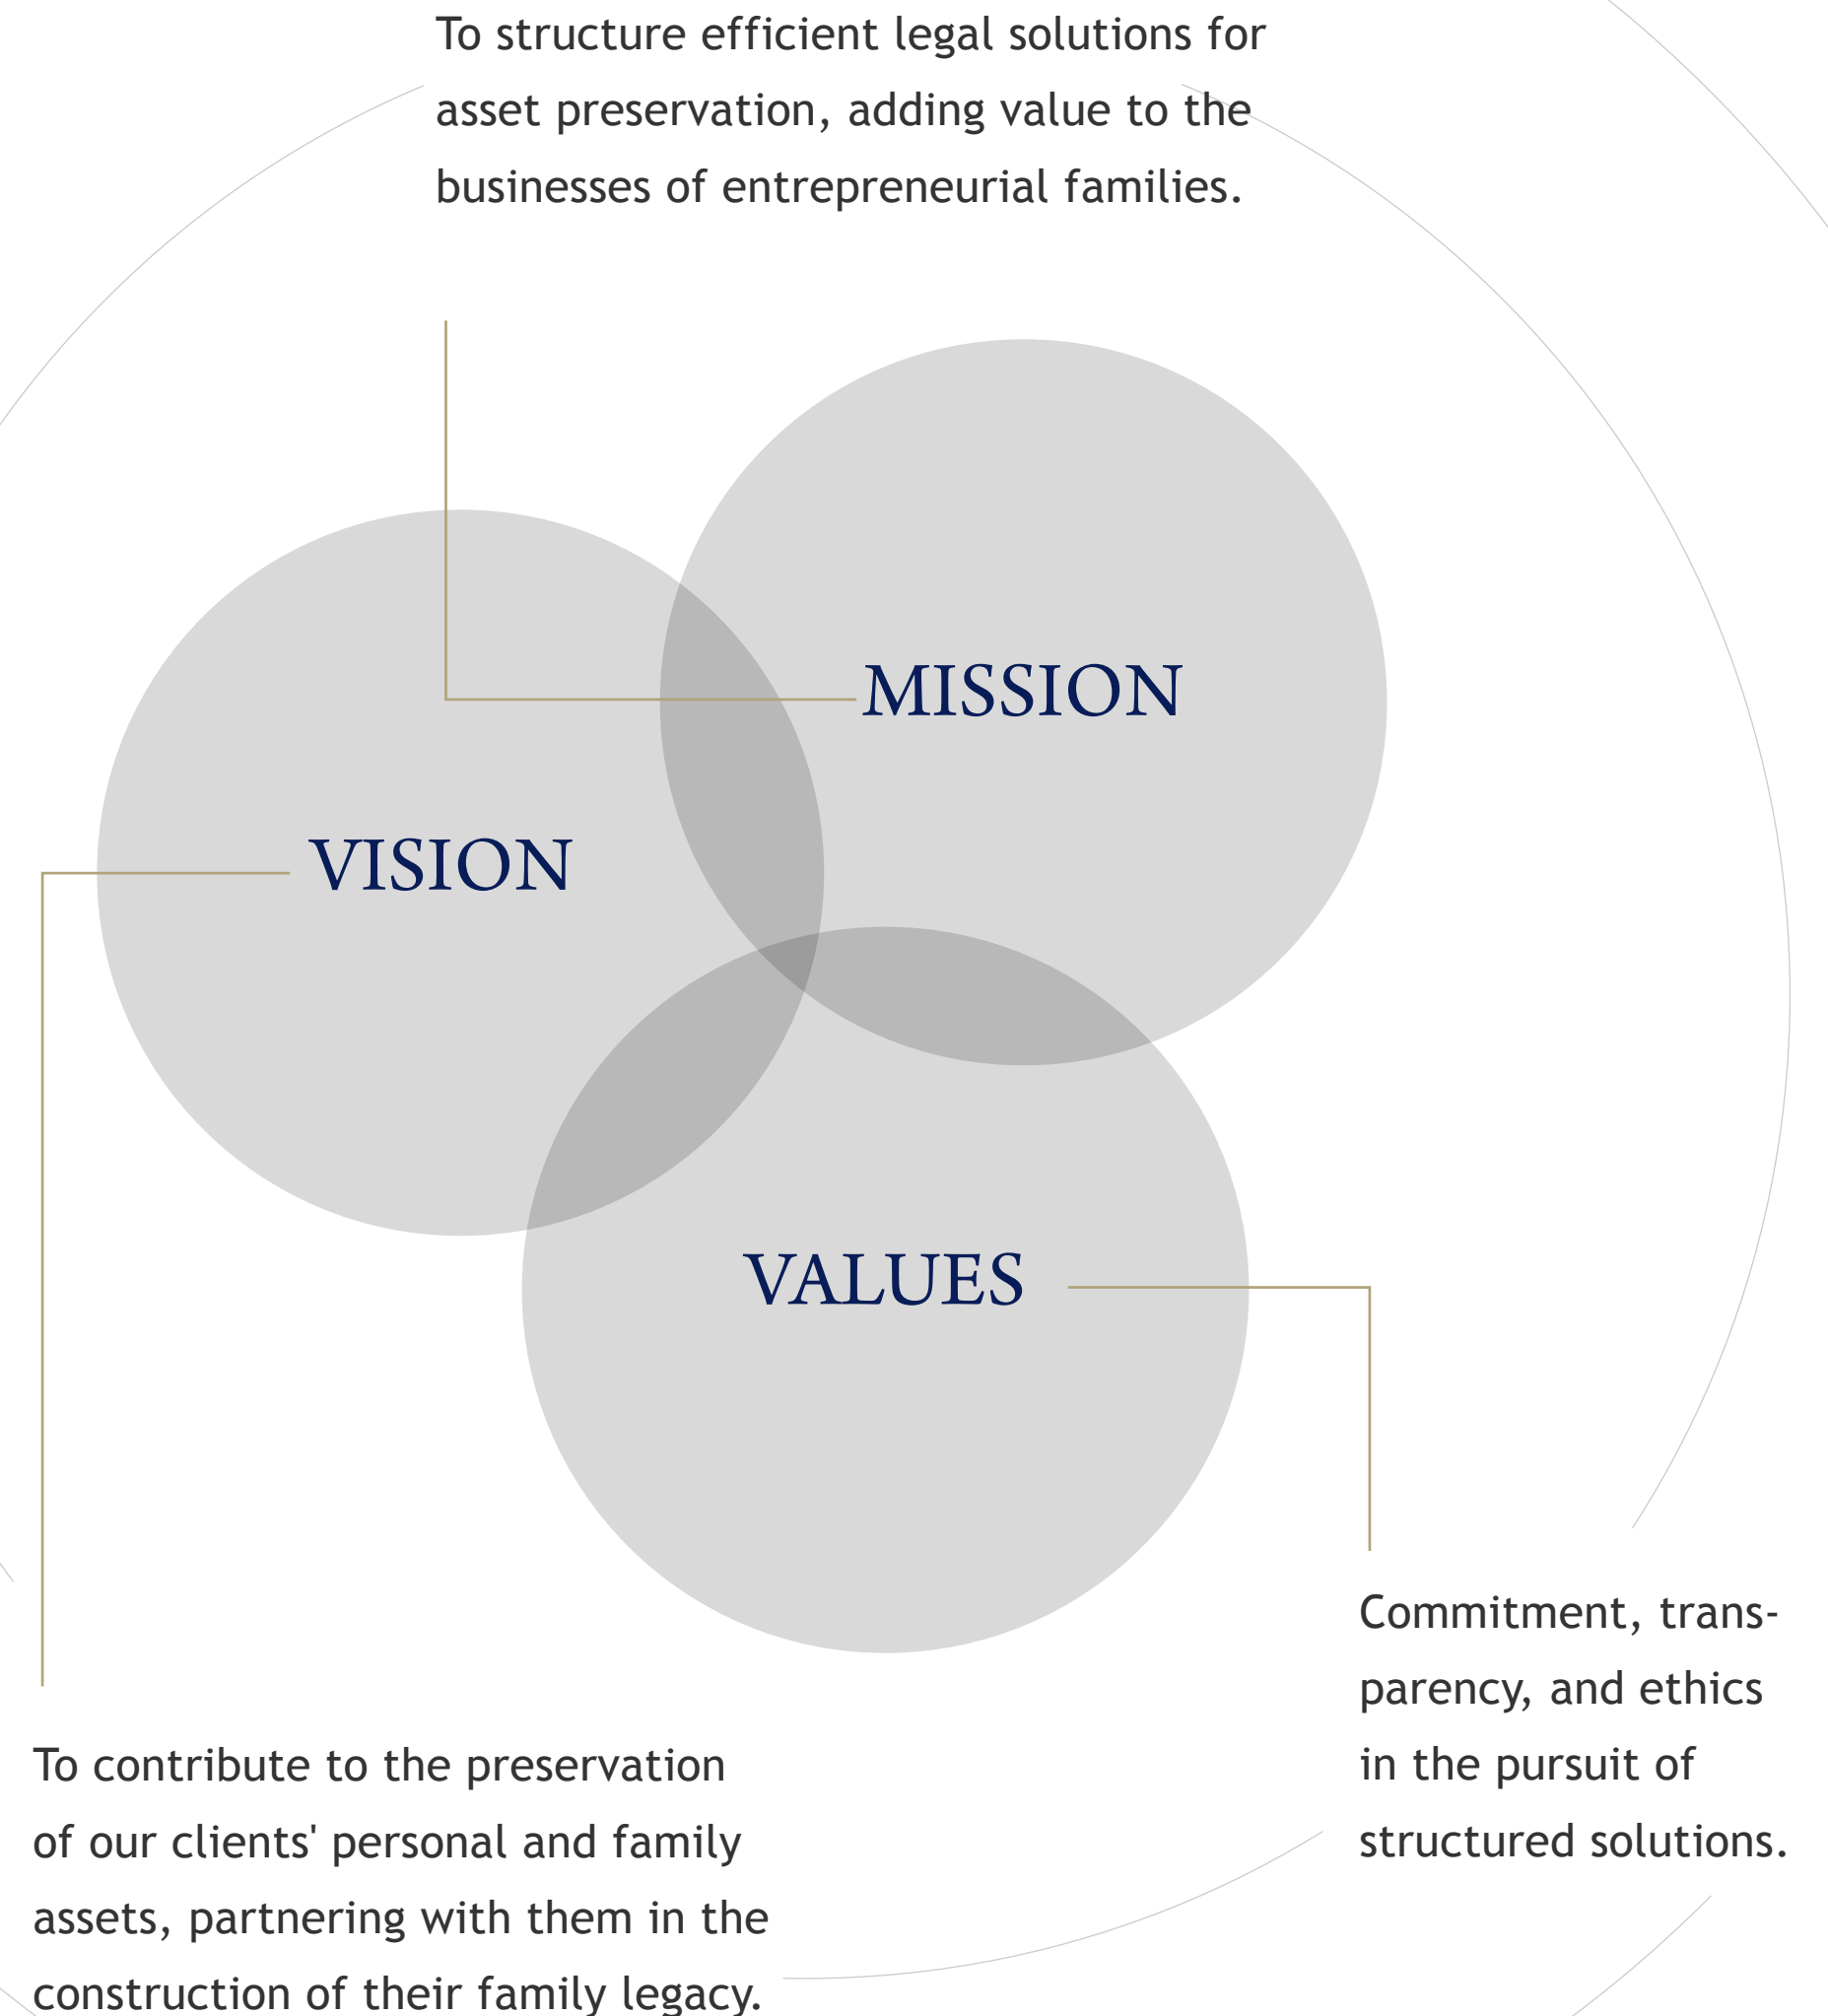 To structure efficient legal solutions for
asset preservation, adding value to the
businesses of entrepreneurial families.
MISSION
VISION
VALUES
Commitment, trans-
parency, and ethics
in the pursuit of
structured solutions.
To contribute to the preservation
of our clients' personal and family
assets, partnering with them in the
construction of their family legacy.